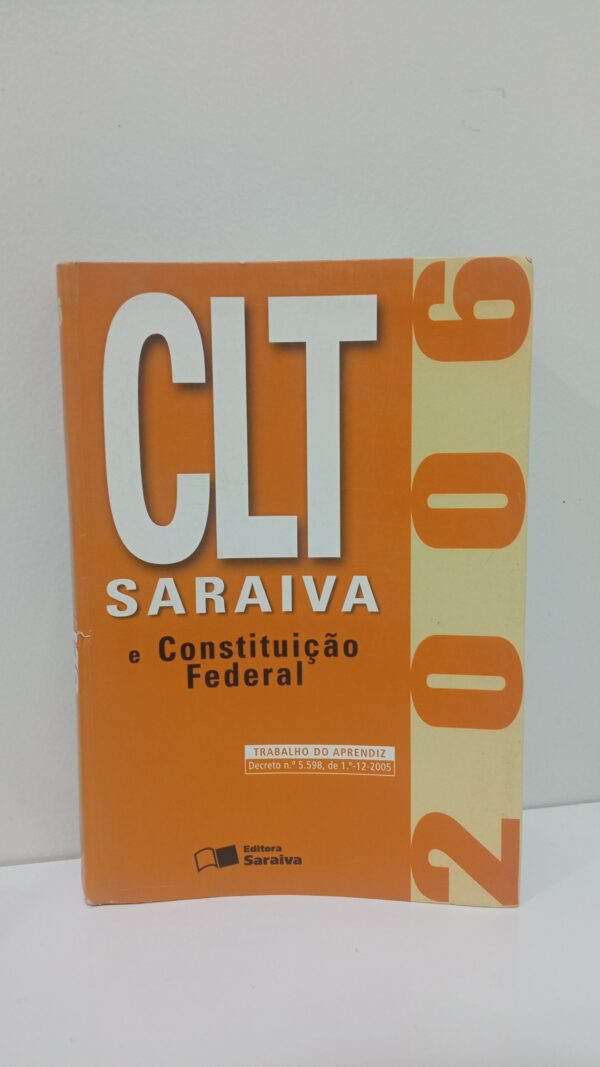 CLT
SARAIVA
e Constituição
Federal
TRABALHO DO APRENDIZ
Decreto n.º 5.598, de 1.º-12-2005
Editora
Saraiva
2006